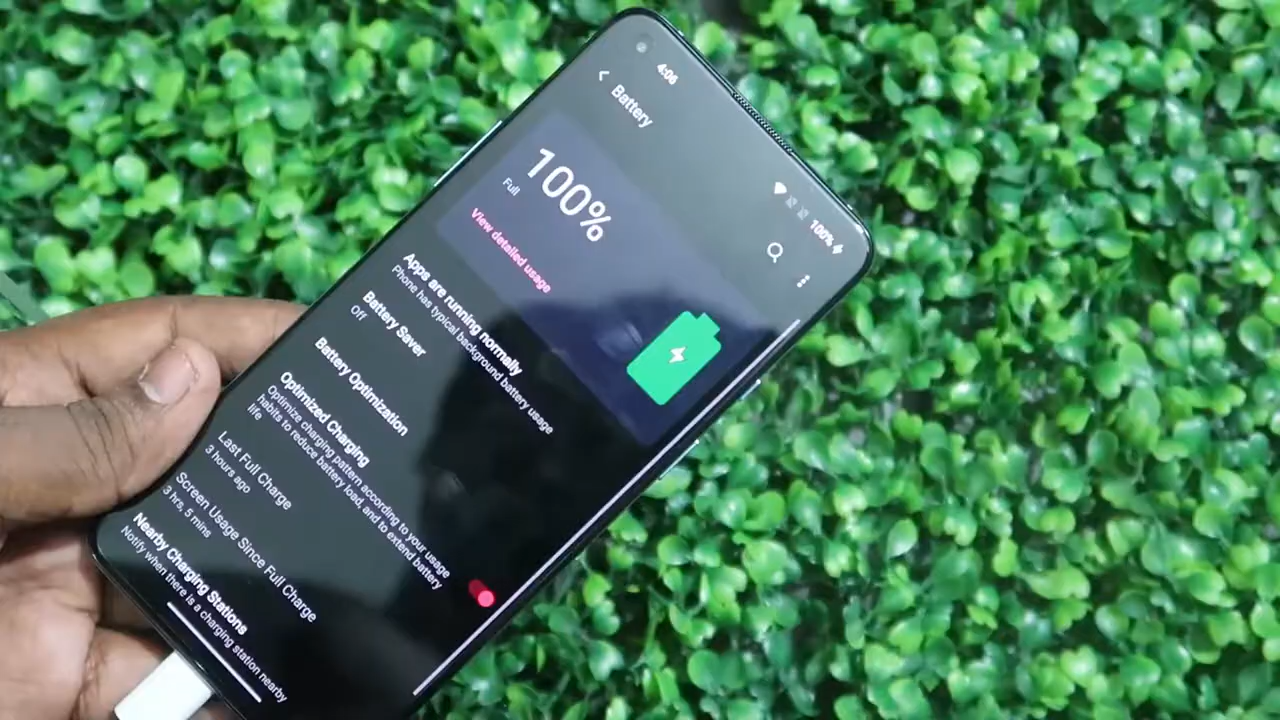 4:06
100%
Battery
100%
Full
View detailed usage
Apps are running normally
Phone has typical background battery usage
Battery Saver
Off
Battery Optimization
Optimized Charging
Optimize charging pattern according to your usage
habits to reduce battery load, and to extend battery
life
Last Full Charge
3 hours ago
Screen Usage Since Full Charge
3 hrs, 5 mins
Nearby Charging Stations
Notify when there is a charging station nearby